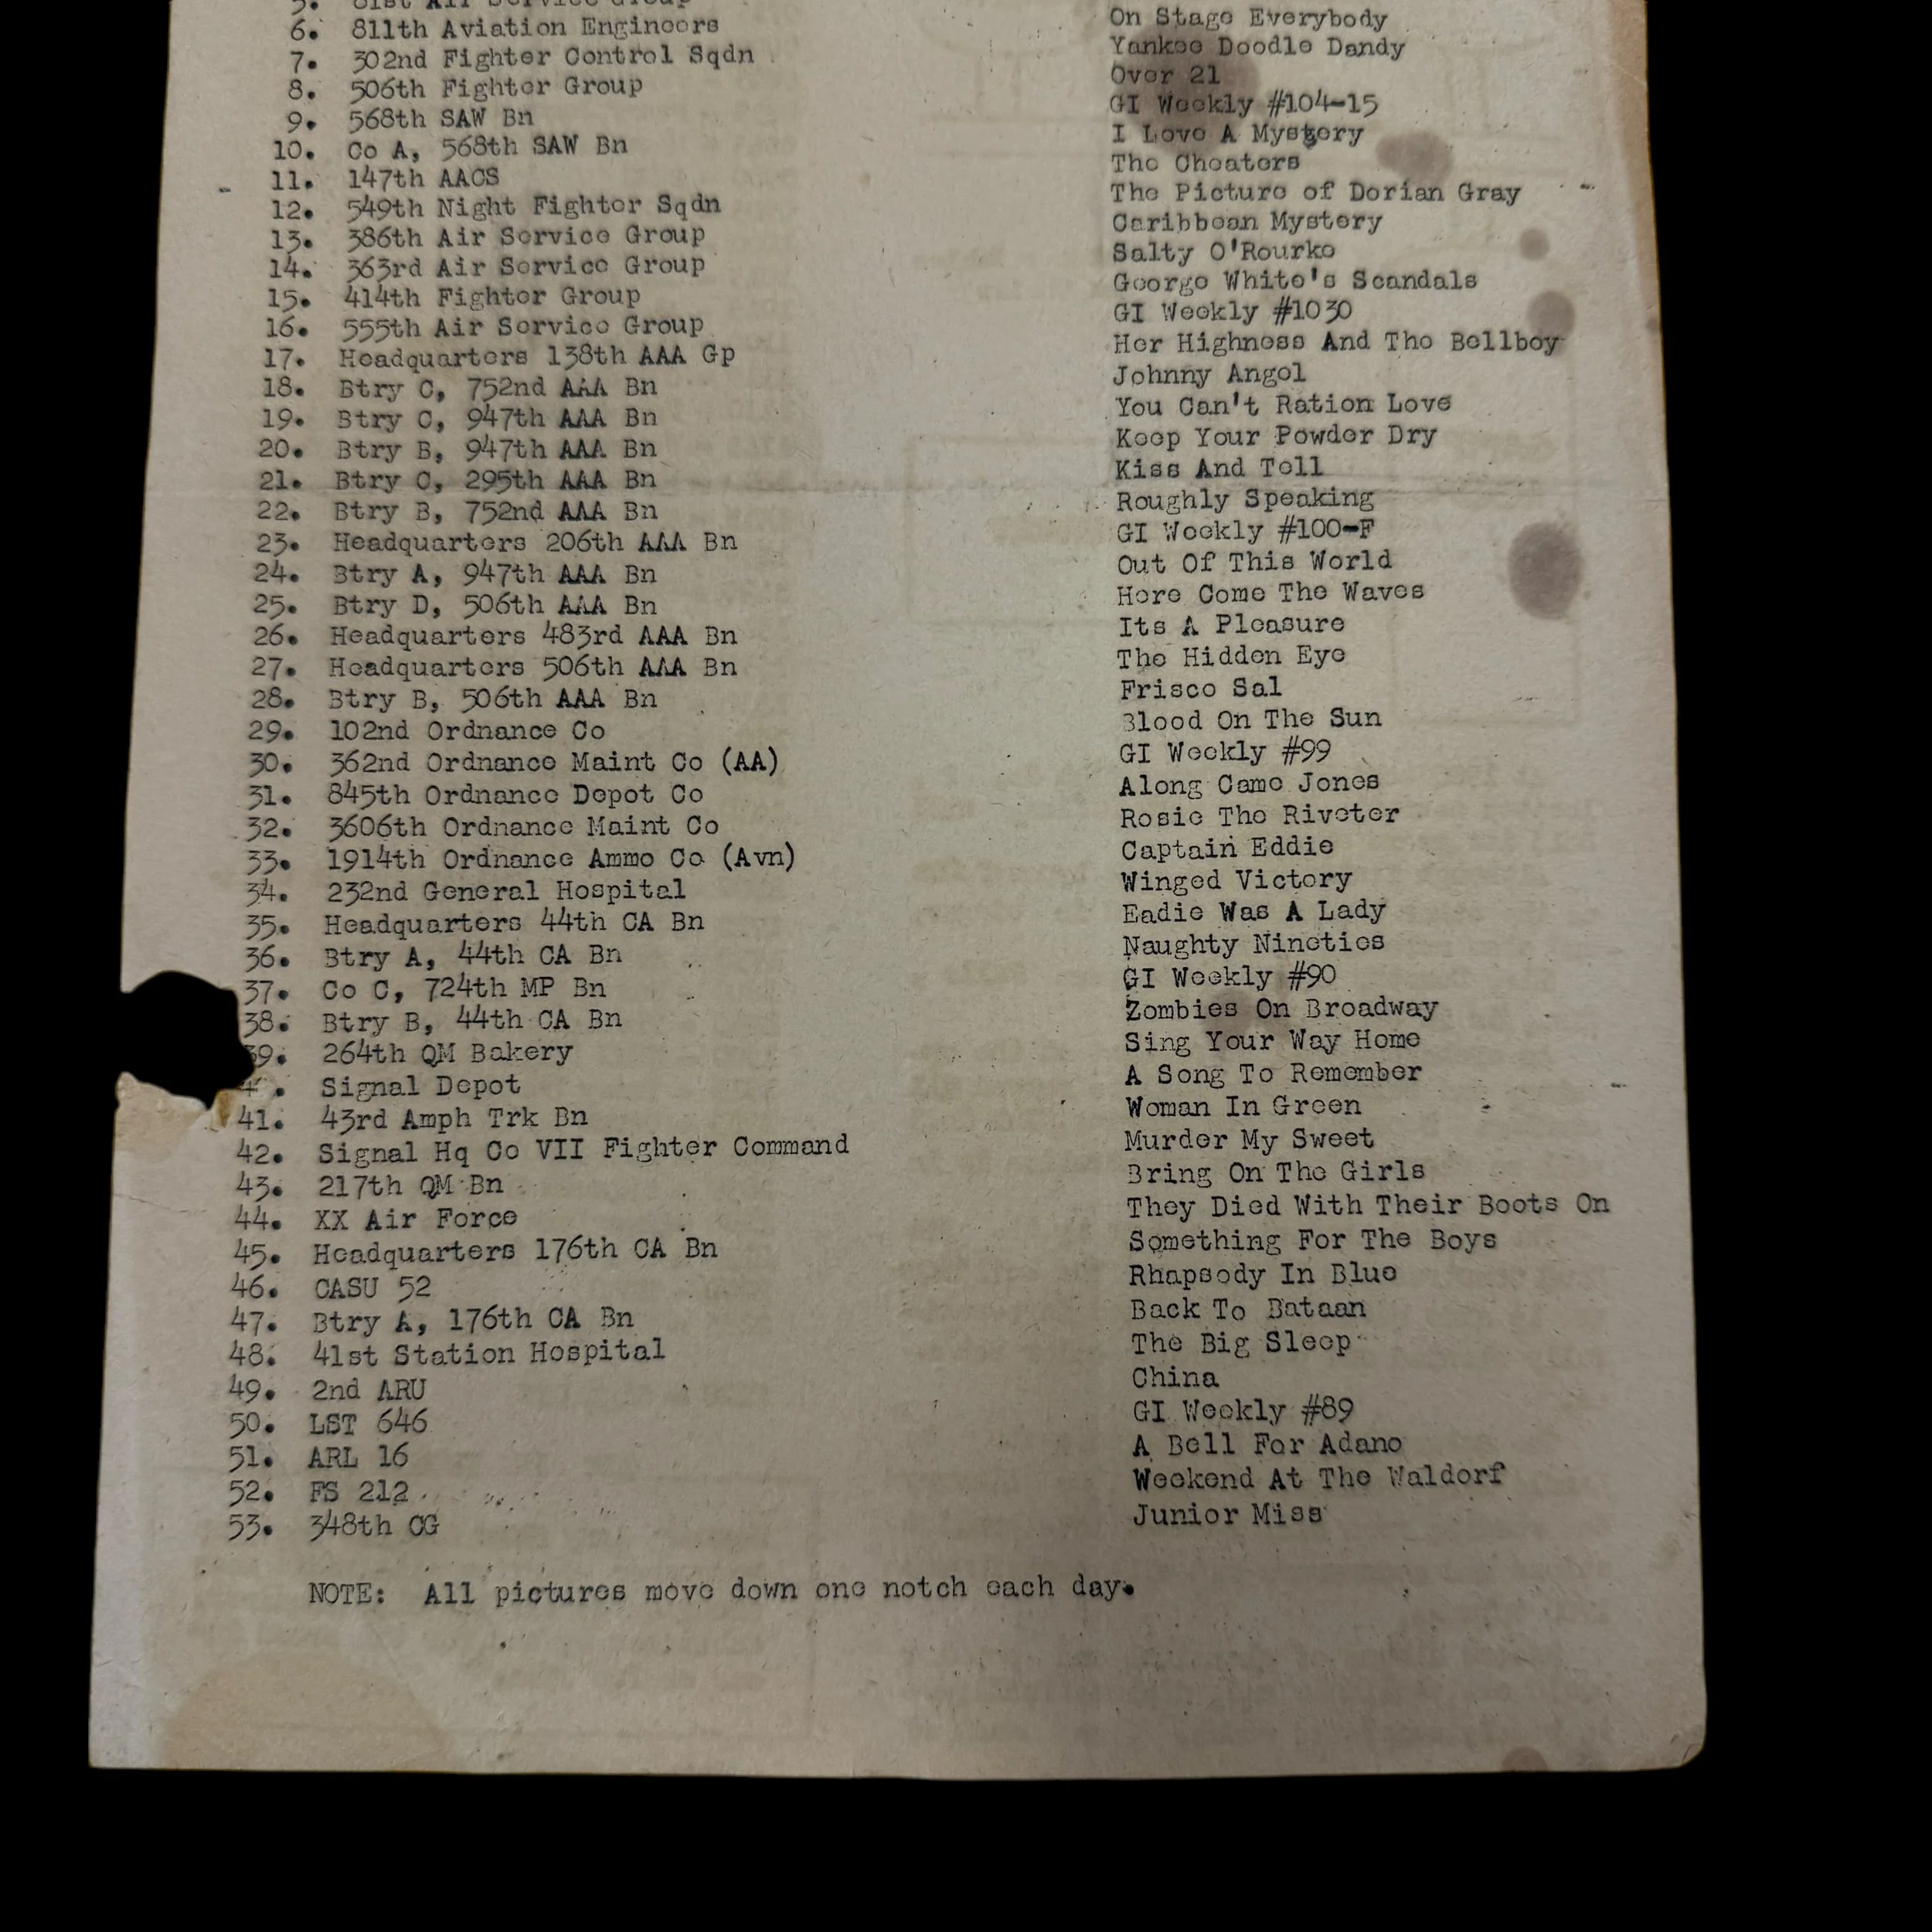 5. 81st Air Service Group
6. 811th Aviation Engineers On Stage Everybody
7. 302nd Fighter Control Sqdn Yankee Doodle Dandy
8. 506th Fighter Group Over 21
9. 568th SAW Bn GI Weekly #104-15
10. Co A, 568th SAW Bn I Love A Mystery
11. 147th AACS The Cheaters
12. 549th Night Fighter Sqdn The Picture of Dorian Gray
13. 386th Air Service Group Caribbean Mystery
14. 363rd Air Service Group Salty O'Rourke
15. 414th Fighter Group George White's Scandals
16. 555th Air Service Group GI Weekly #1030
17. Headquarters 138th AAA Gp Her Highness And The Bellboy
18. Btry C, 752nd AAA Bn Johnny Angel
19. Btry C, 947th AAA Bn You Can't Ration Love
20. Btry B, 947th AAA Bn Keep Your Powder Dry
21. Btry C, 295th AAA Bn Kiss And Tell
22. Btry B, 752nd AAA Bn Roughly Speaking
23. Headquarters 206th AAA Bn GI Weekly #100-F
24. Btry A, 947th AAA Bn Out Of This World
25. Btry D, 506th AAA Bn Here Come The Waves
26. Headquarters 483rd AAA Bn Its A Pleasure
27. Headquarters 506th AAA Bn The Hidden Eye
28. Btry B, 506th AAA Bn Frisco Sal
29. 102nd Ordnance Co Blood On The Sun
30. 362nd Ordnance Maint Co (AA) GI Weekly #99
31. 845th Ordnance Depot Co Along Came Jones
32. 3606th Ordnance Maint Co Rosie The Riveter
33. 1914th Ordnance Ammo Co (Avn) Captain Eddie
34. 232nd General Hospital Winged Victory
35. Headquarters 44th CA Bn Eadie Was A Lady
36. Btry A, 44th CA Bn Naughty Nineties
37. Co C, 724th MP Bn GI Weekly #90
38. Btry B, 44th CA Bn Zombies On Broadway
39. 264th QM Bakery Sing Your Way Home
Signal Depot A Song To Remember
41. 43rd Amph Trk Bn Woman In Green
42. Signal Hq Co VII Fighter Command Murder My Sweet
43. 217th QM Bn Bring On The Girls
44. XX Air Force They Died With Their Boots On
45. Headquarters 176th CA Bn Something For The Boys
46. CASU 52 Rhapsody In Blue
47. Btry A, 176th CA Bn Back To Bataan
48. 41st Station Hospital The Big Sleep
49. 2nd ARU China
50. LST 646 GI Weekly #89
51. ARL 16 A Bell For Adano
52. FS 212 Weekend At The Waldorf
53. 348th CG Junior Miss
NOTE: All pictures move down one notch each day.